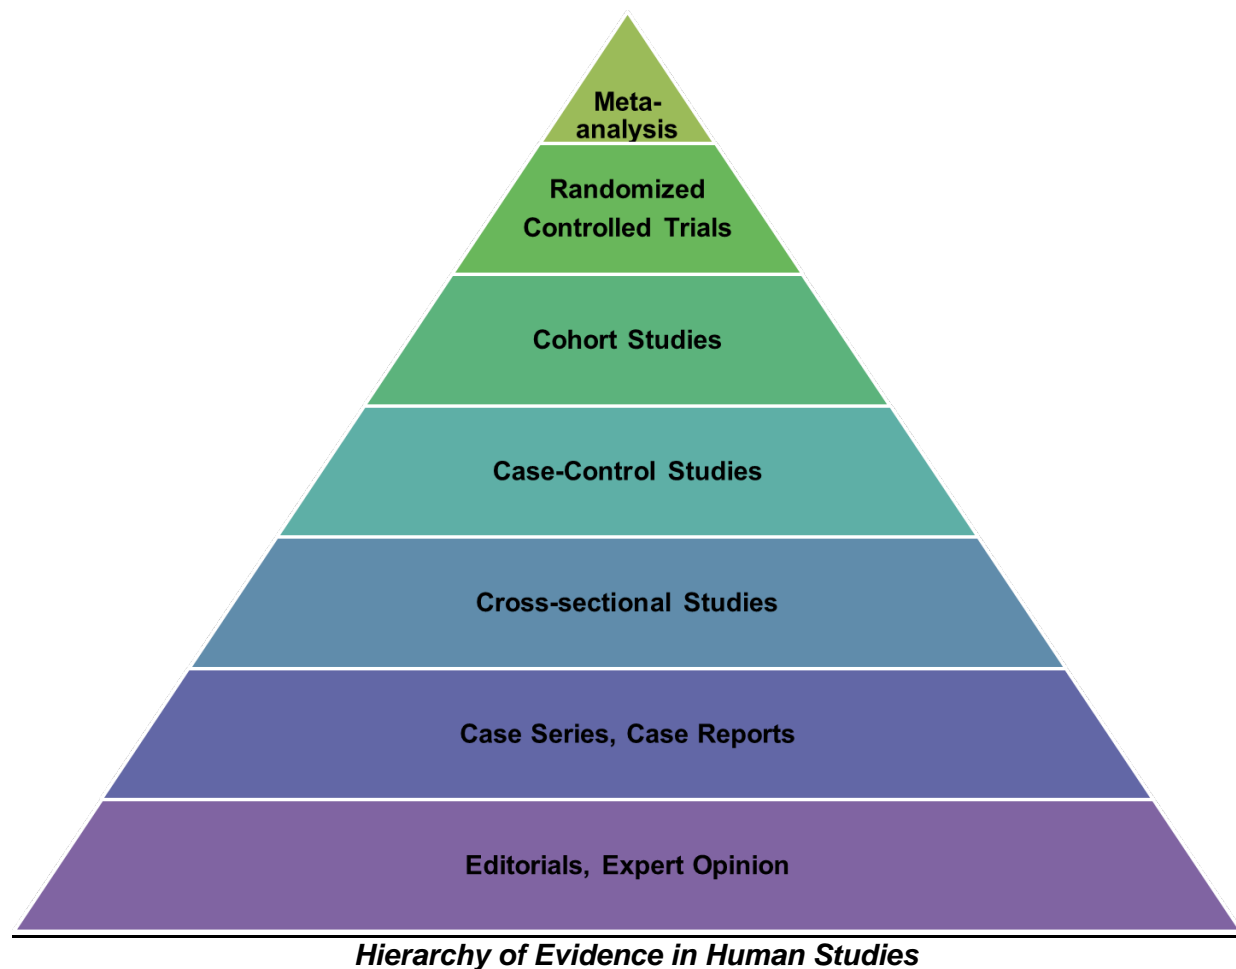 Meta-
analysis
Randomized
Controlled Trials
Cohort Studies
Case-Control Studies
Cross-sectional Studies
Case Series, Case Reports
Editorials, Expert Opinion
Hierarchy of Evidence in Human Studies